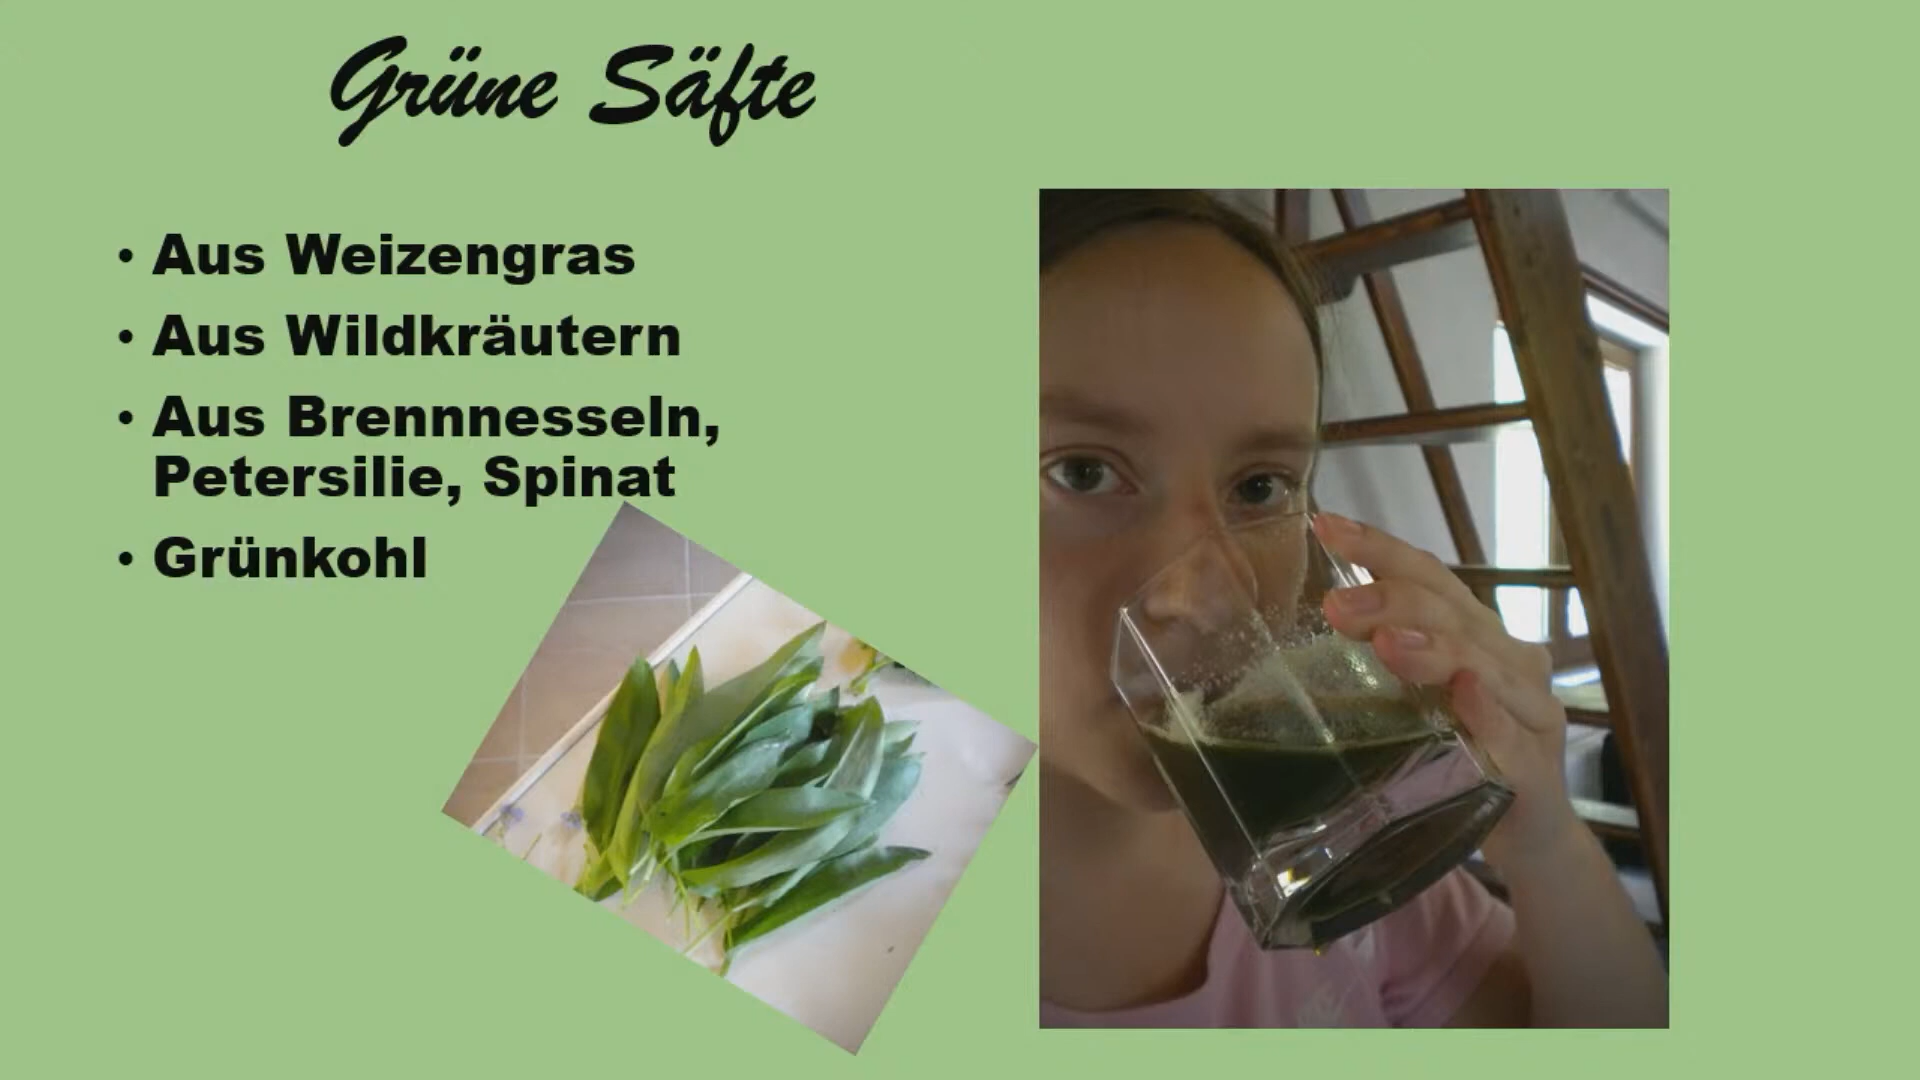 Grüne Säfte
• Aus Weizengras
• Aus Wildkräutern
• Aus Brennnesseln,
Petersilie, Spinat
• Grünkohl